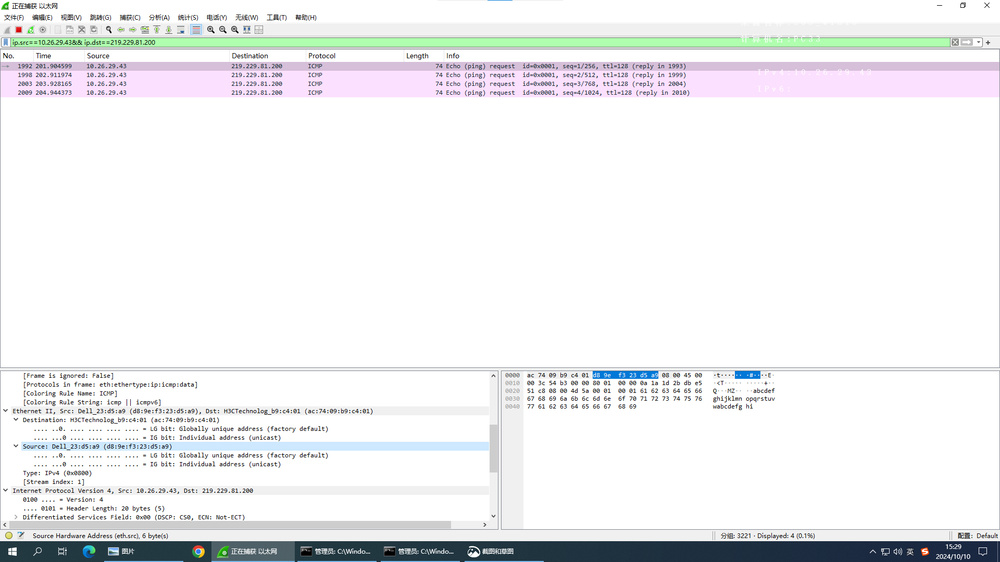 正在捕获 以太网
文件(F) 编辑(E) 视图(V) 跳转(G) 捕获(C) 分析(A) 统计(S) 电话(Y) 无线(W) 工具(T) 帮助(H)
ip.src==10.26.29.43&& ip.dst==219.229.81.200
计算机名:PC33
No. Time Source Destination Protocol Length Info
1992 201.904599 10.26.29.43 219.229.81.200 ICMP 74 Echo (ping) request id=0x0001, seq=1/256, ttl=128 (reply in 1993)
IPv4:10.26.29.43
1998 202.911974 10.26.29.43 219.229.81.200 ICMP 74 Echo (ping) request id=0x0001, seq=2/512, ttl=128 (reply in 1999)
2003 203.928165 10.26.29.43 219.229.81.200 ICMP 74 Echo (ping) request id=0x0001, seq=3/768, ttl=128 (reply in 2004)
IPv6:
2009 204.944373 10.26.29.43 219.229.81.200 ICMP 74 Echo (ping) request id=0x0001, seq=4/1024, ttl=128 (reply in 2010)
[Frame is ignored: False]
[Protocols in frame: eth:ethertype:ip:icmp:data]
[Coloring Rule Name: ICMP]
[Coloring Rule String: icmp || icmpv6]
Ethernet II, Src: Dell_23:d5:a9 (d8:9e:f3:23:d5:a9), Dst: H3CTechnolog_b9:c4:01 (ac:74:09:b9:c4:01)
Destination: H3CTechnolog_b9:c4:01 (ac:74:09:b9:c4:01)
.... ..0. .... .... .... .... = LG bit: Globally unique address (factory default)
.... ...0 .... .... .... .... = IG bit: Individual address (unicast)
Source: Dell_23:d5:a9 (d8:9e:f3:23:d5:a9)
.... ..0. .... .... .... .... = LG bit: Globally unique address (factory default)
.... ...0 .... .... .... .... = IG bit: Individual address (unicast)
Type: IPv4 (0x0800)
[Stream index: 1]
Internet Protocol Version 4, Src: 10.26.29.43, Dst: 219.229.81.200
0100 .... = Version: 4
.... 0101 = Header Length: 20 bytes (5)
Differentiated Services Field: 0x00 (DSCP: CS0, ECN: Not-ECT)
0000 ac 74 09 b9 c4 01 d8 9e f3 23 d5 a9 08 00 45 00 ·t······ ·#····E·
0010 00 3c 54 b3 00 00 80 01 00 00 0a 1a 1d 2b db e5 ·<T····· ·····+··
0020 51 c8 08 00 4d 5a 00 01 00 01 61 62 63 64 65 66 Q···MZ·· ··abcdef
0030 67 68 69 6a 6b 6c 6d 6e 6f 70 71 72 73 74 75 76 ghijklmn opqrstuv
0040 77 61 62 63 64 65 66 67 68 69 wabcdefg hi
Source Hardware Address (eth.src), 6 byte(s) 分组: 3221 · Displayed: 4 (0.1%) 配置: Default
图片 正在捕获 以太网 管理员: C:\Windo... 管理员: C:\Windo... 截图和草图 英 15:29
2024/10/10